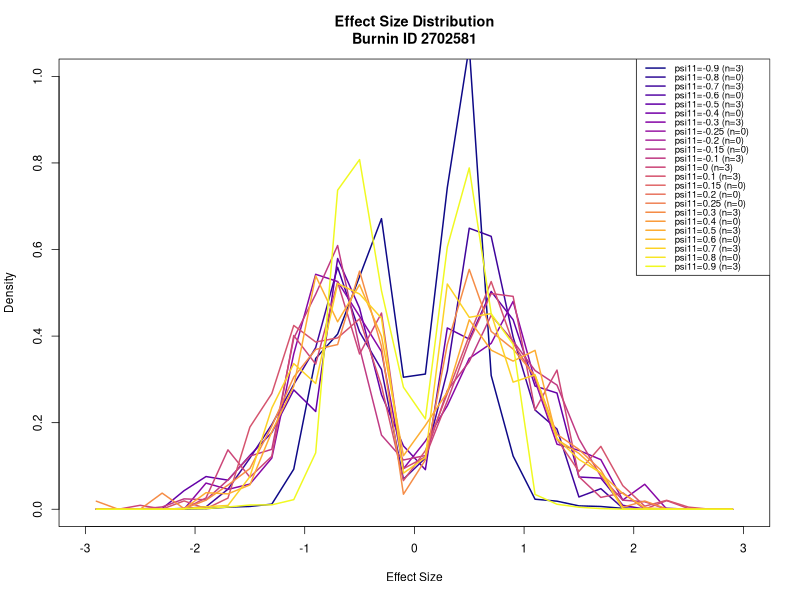 Effect Size Distribution
Burnin ID 2702581
Density
0.0
0.2
0.4
0.6
0.8
1.0
psi11=-0.9 (n=3)
psi11=-0.8 (n=0)
psi11=-0.7 (n=3)
psi11=-0.6 (n=0)
psi11=-0.5 (n=3)
psi11=-0.4 (n=0)
psi11=-0.3 (n=3)
psi11=-0.25 (n=0)
psi11=-0.2 (n=0)
psi11=-0.15 (n=0)
psi11=-0.1 (n=3)
psi11=0 (n=3)
psi11=0.1 (n=3)
psi11=0.15 (n=0)
psi11=0.2 (n=0)
psi11=0.25 (n=0)
psi11=0.3 (n=3)
psi11=0.4 (n=0)
psi11=0.5 (n=3)
psi11=0.6 (n=0)
psi11=0.7 (n=3)
psi11=0.8 (n=0)
psi11=0.9 (n=3)
-3 -2 -1 0 1 2 3
Effect Size